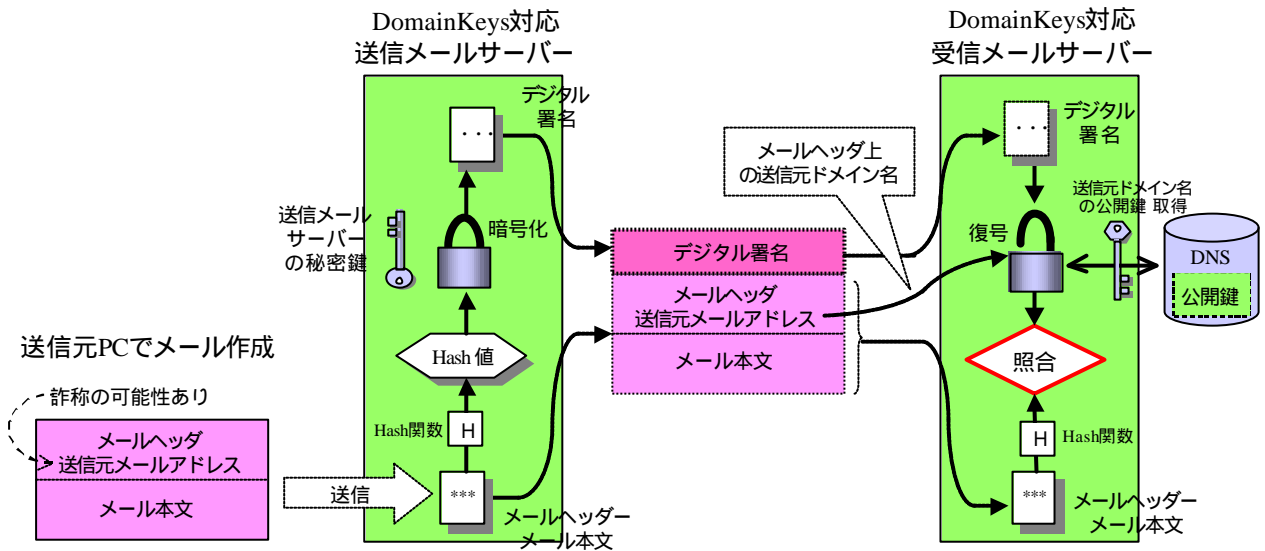 DomainKeys対応
送信メールサーバー
DomainKeys対応
受信メールサーバー
デジタル
署名
・・・
送信メール
サーバー
の秘密鍵
暗号化
Hash 値
Hash関数
H
***
メールヘッダー
メール本文
送信元PCでメール作成
詐称の可能性あり
メールヘッダ
送信元メールアドレス
メール本文
送信
メールヘッダ上
の送信元ドメイン名
デジタル署名
メールヘッダ
送信元メールアドレス
メール本文
・・・
デジタル
署名
復号
送信元ドメイン名
の公開鍵 取得
DNS
公開鍵
照合
H
Hash関数
***
メールヘッダー
メール本文